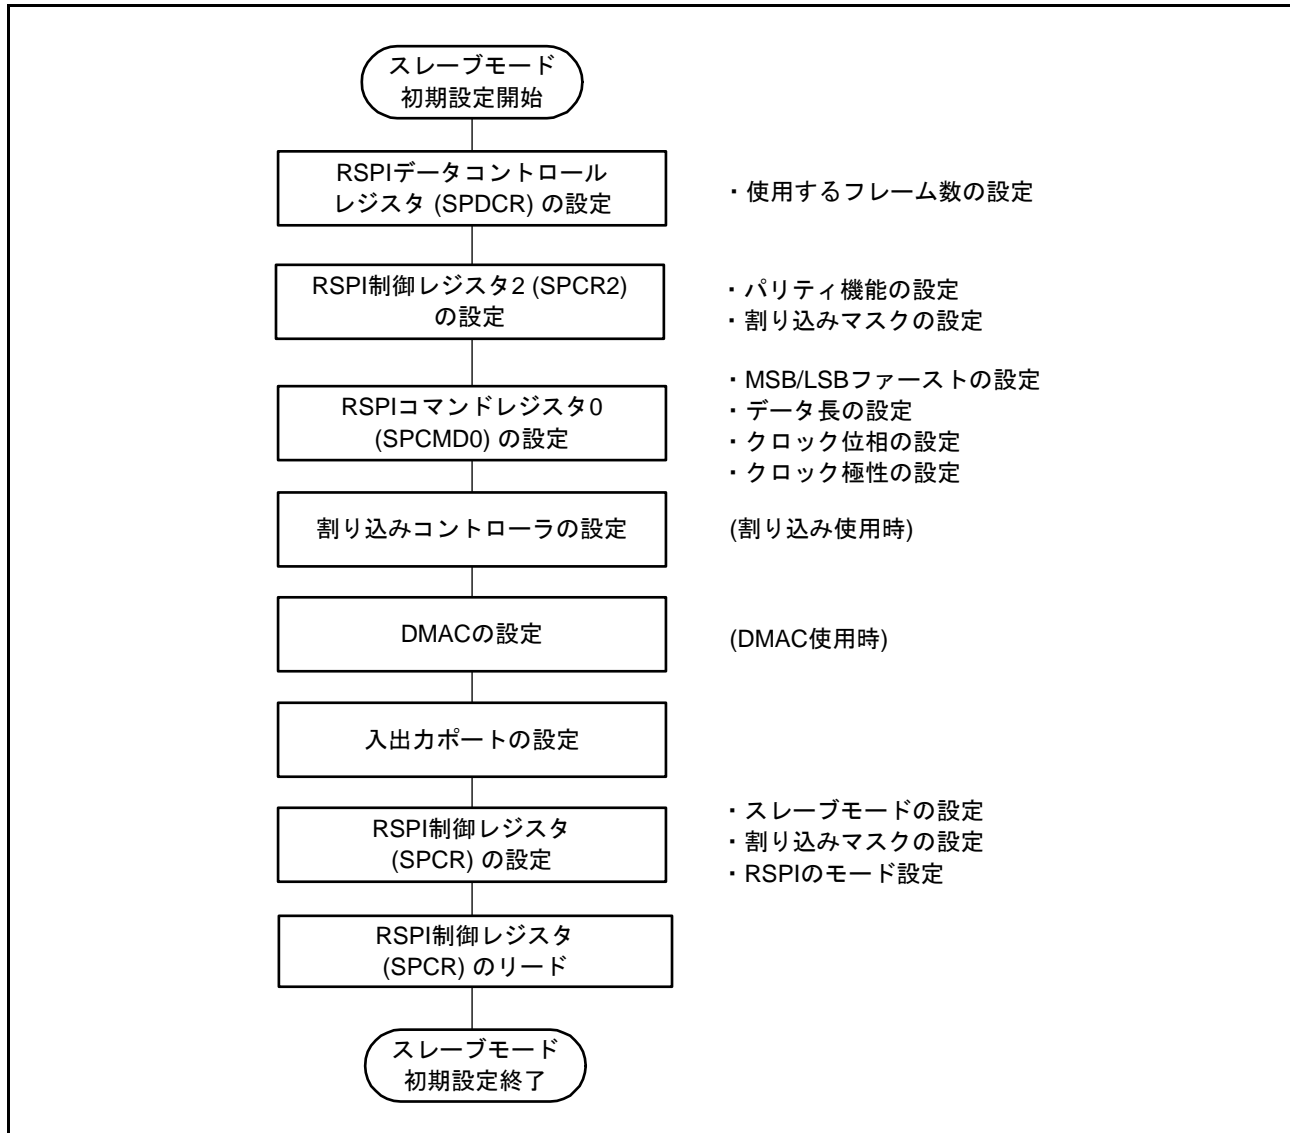 スレーブモード
初期設定開始
RSPIデータコントロール
レジスタ (SPDCR) の設定
・使用するフレーム数の設定
RSPI制御レジスタ2 (SPCR2)
の設定
・パリティ機能の設定
・割り込みマスクの設定
RSPIコマンドレジスタ0
(SPCMD0) の設定
・MSB/LSBファーストの設定
・データ長の設定
・クロック位相の設定
・クロック極性の設定
割り込みコントローラの設定
(割り込み使用時)
DMACの設定
(DMAC使用時)
入出力ポートの設定
RSPI制御レジスタ
(SPCR) の設定
・スレーブモードの設定
・割り込みマスクの設定
・RSPIのモード設定
RSPI制御レジスタ
(SPCR) のリード
スレーブモード
初期設定終了